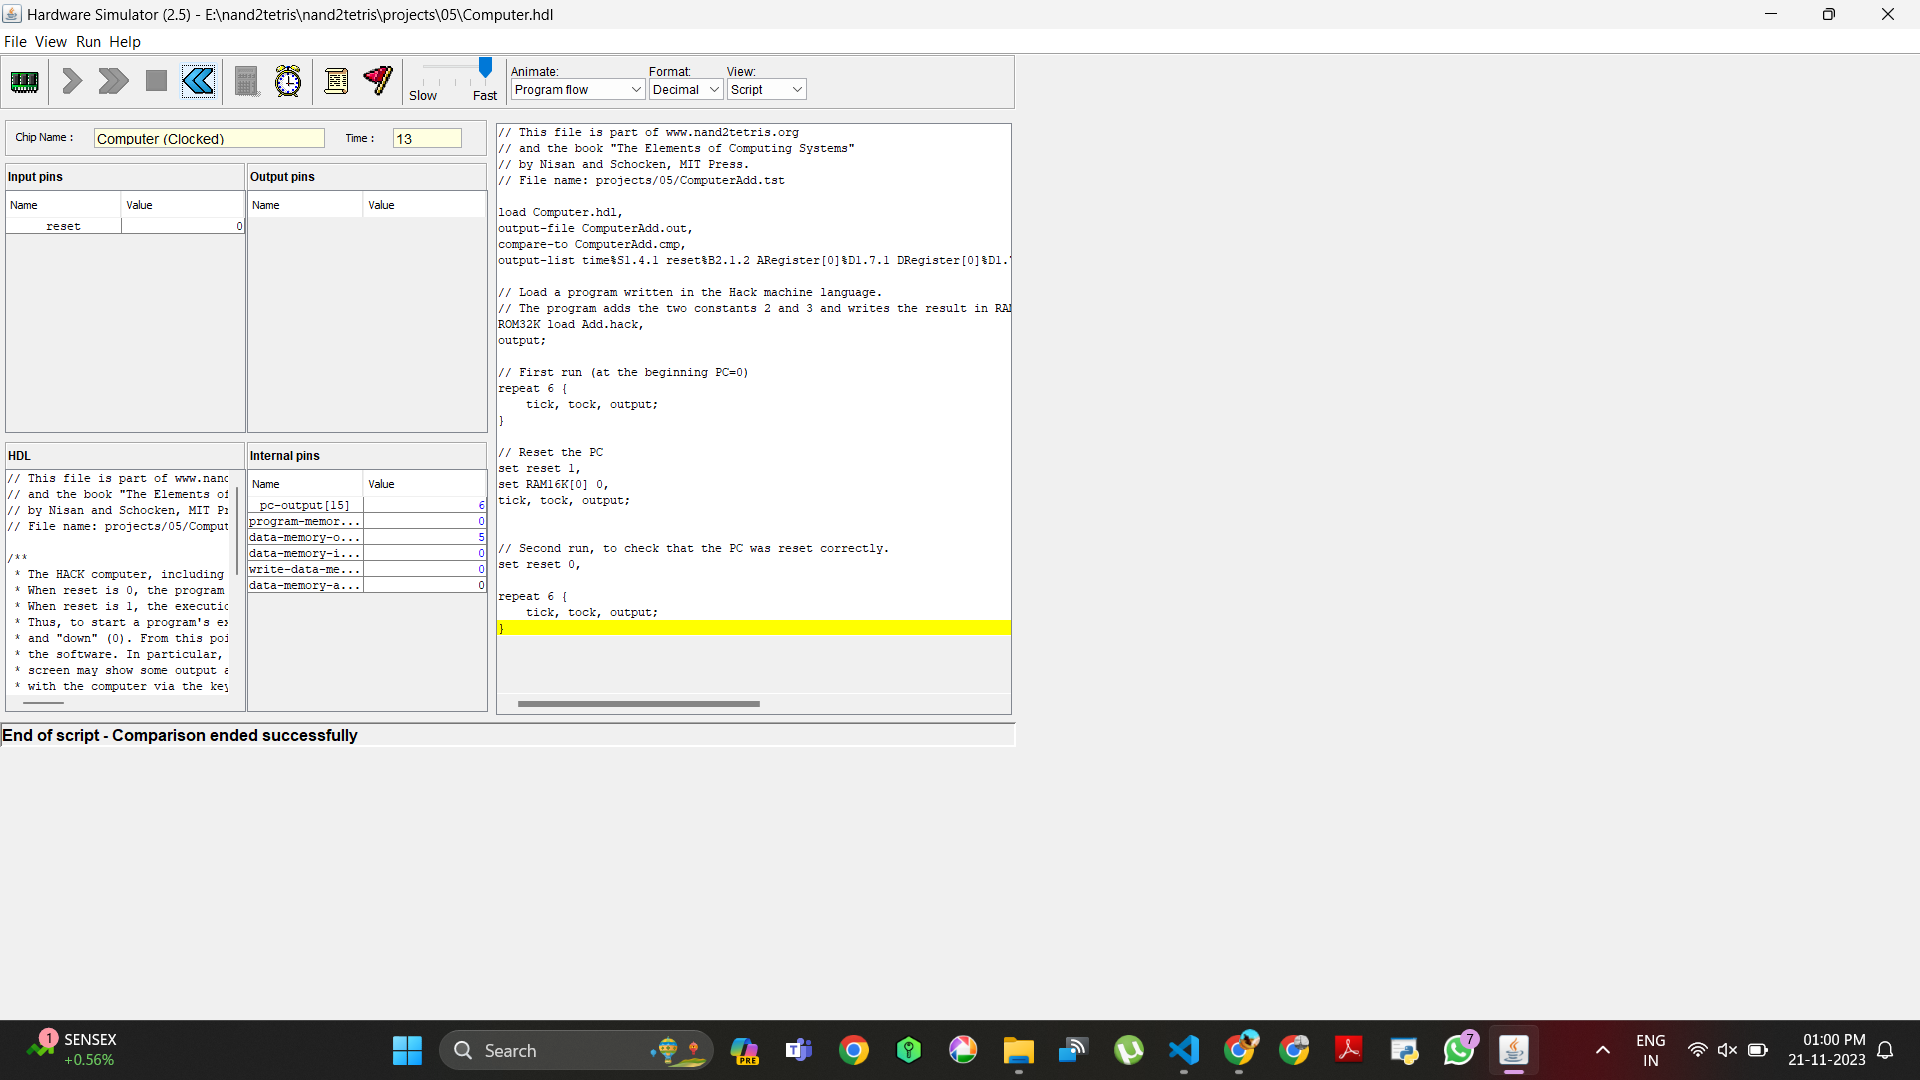 Hardware Simulator (2.5) - E:\nand2tetris\nand2tetris\projects\05\Computer.hdl
File View Run Help
Slow Fast
Animate: Format: View:
Program flow Decimal Script
Chip Name : Computer (Clocked) Time : 13
Input pins
Name Value
reset 0
Output pins
Name Value
HDL
// This file is part of www.nand
// and the book "The Elements of
// by Nisan and Schocken, MIT Pr
// File name: projects/05/Comput
/**
* The HACK computer, including
* When reset is 0, the program
* When reset is 1, the executio
* Thus, to start a program's ex
* and "down" (0). From this poi
* the software. In particular,
* screen may show some output a
* with the computer via the key
Internal pins
Name Value
pc-output[15] 6
program-memor... 0
data-memory-o... 5
data-memory-i... 0
write-data-me... 0
data-memory-a... 0
// This file is part of www.nand2tetris.org
// and the book "The Elements of Computing Systems"
// by Nisan and Schocken, MIT Press.
// File name: projects/05/ComputerAdd.tst
load Computer.hdl,
output-file ComputerAdd.out,
compare-to ComputerAdd.cmp,
output-list time%S1.4.1 reset%B2.1.2 ARegister[0]%D1.7.1 DRegister[0]%D1.
// Load a program written in the Hack machine language.
// The program adds the two constants 2 and 3 and writes the result in RA
ROM32K load Add.hack,
output;
// First run (at the beginning PC=0)
repeat 6 {
tick, tock, output;
}
// Reset the PC
set reset 1,
set RAM16K[0] 0,
tick, tock, output;
// Second run, to check that the PC was reset correctly.
set reset 0,
repeat 6 {
tick, tock, output;
}
End of script - Comparison ended successfully
1
SENSEX
+0.56%
Search
PRE
7
ENG
IN
01:00 PM
21-11-2023